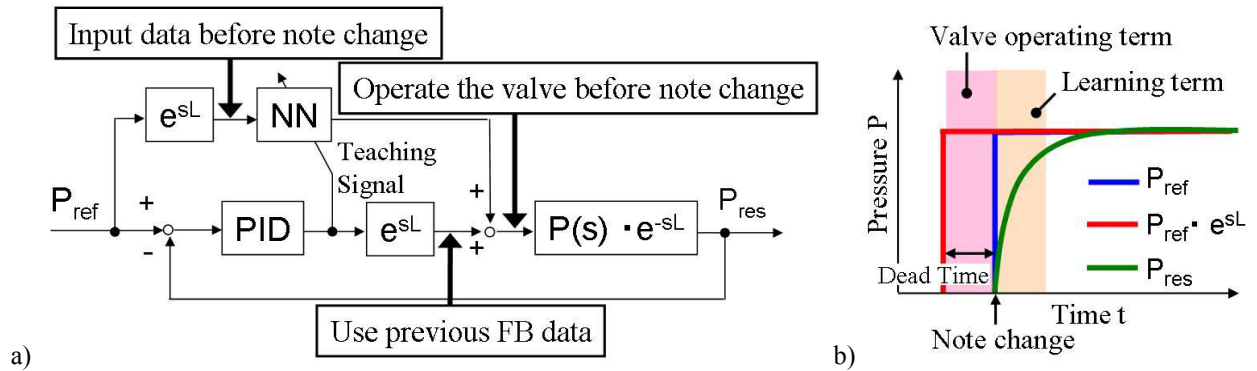 Input data before note change
Operate the valve before note change
e^sL
NN
Teaching
Signal
P_ref
+
-
PID
e^sL
+
+
P(s) ・e^-sL
P_res
Use previous FB data
a)
Valve operating term
Learning term
Pressure P
P_ref
P_ref・ e^sL
P_res
Dead Time
Time t
Note change
b)